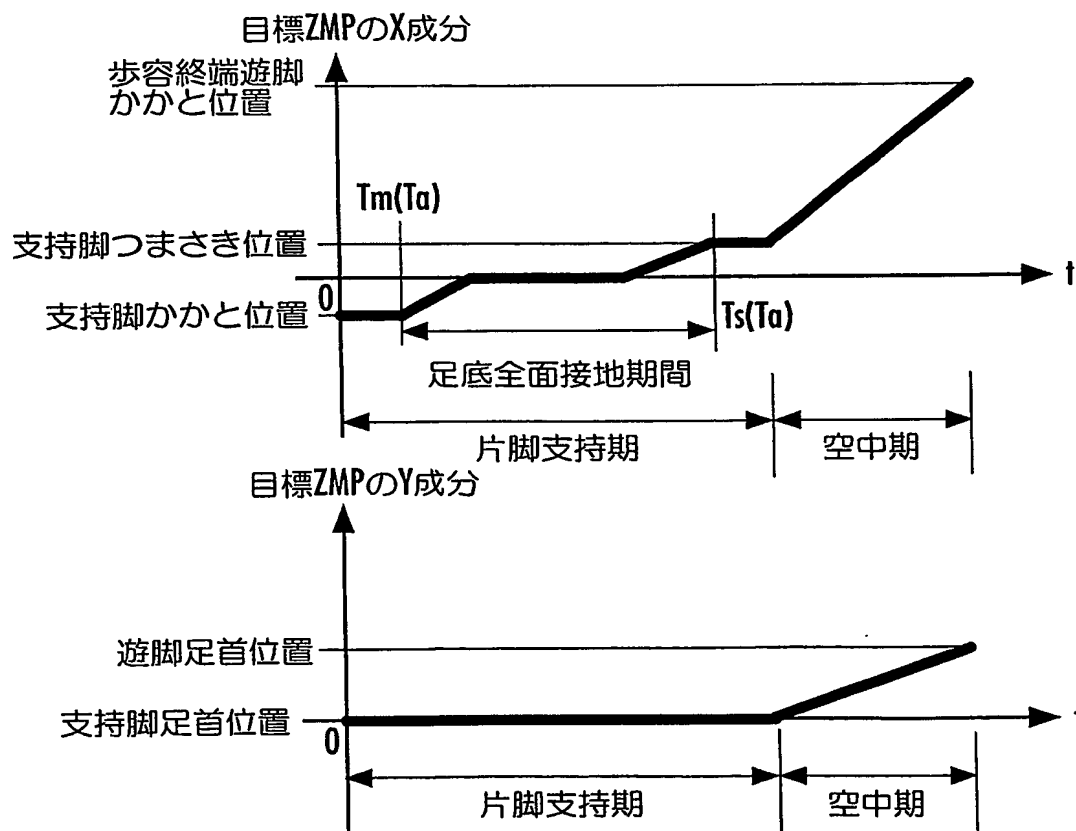 目標ZMPのX成分
歩容終端遊脚
かかと位置
Tm(Ta)
支持脚つまさき位置
t
0
支持脚かかと位置
Ts(Ta)
足底全面接地期間
片脚支持期
空中期
目標ZMPのY成分
遊脚足首位置
支持脚足首位置
0
片脚支持期
空中期